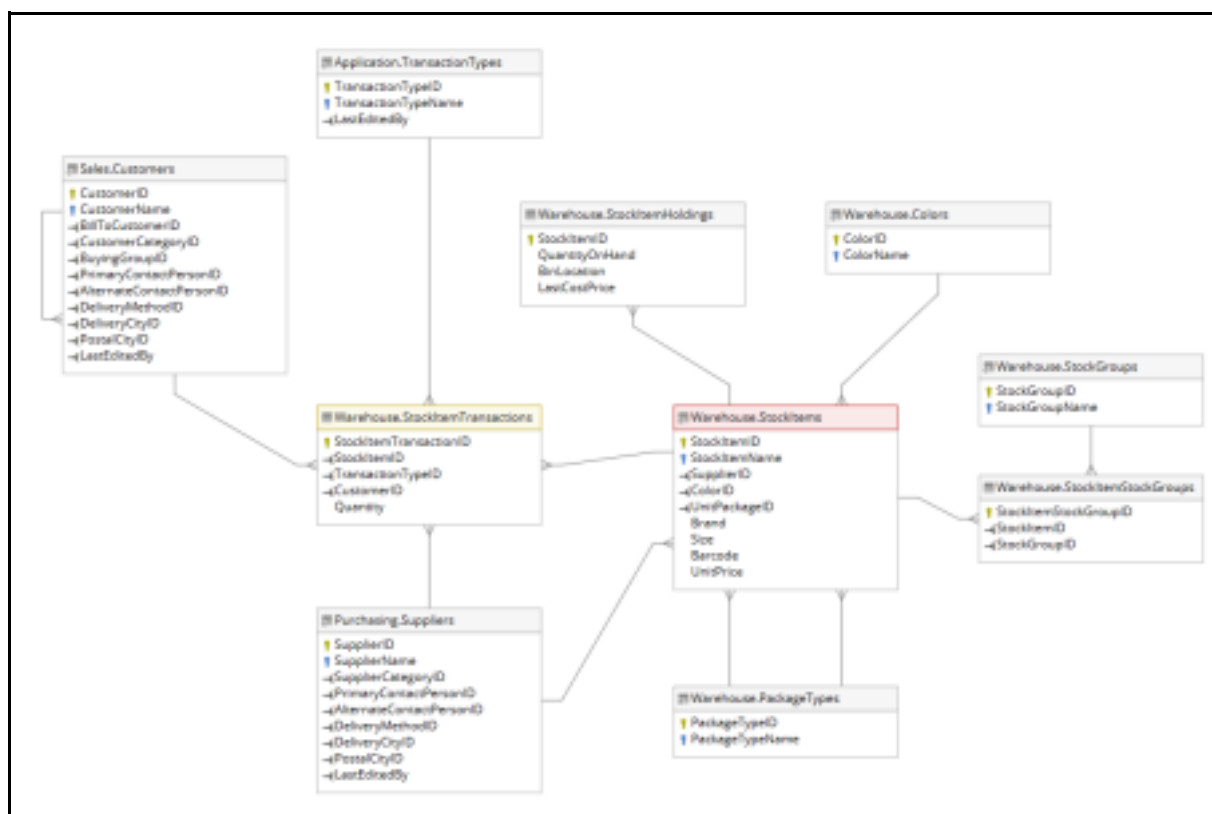 Application.TransactionTypes
TransactionTypeID
TransactionTypeName
LastEditedBy
Sales.Customers
CustomerID
CustomerName
BillToCustomerID
CustomerCategoryID
BuyingGroupID
PrimaryContactPersonID
AlternateContactPersonID
DeliveryMethodID
DeliveryCityID
PostalCityID
LastEditedBy
Warehouse.StockItemHoldings
StockItemID
QuantityOnHand
BinLocation
LastCostPrice
Warehouse.Colors
ColorID
ColorName
Warehouse.StockGroups
StockGroupID
StockGroupName
Warehouse.StockItemTransactions
StockItemTransactionID
StockItemID
TransactionTypeID
CustomerID
Quantity
Warehouse.StockItems
StockItemID
StockItemName
SupplierID
ColorID
UnitPackageID
Brand
Size
Barcode
UnitPrice
Warehouse.StockItemStockGroups
StockItemStockGroupID
StockItemID
StockGroupID
Purchasing.Suppliers
SupplierID
SupplierName
SupplierCategoryID
PrimaryContactPersonID
AlternateContactPersonID
DeliveryMethodID
DeliveryCityID
PostalCityID
LastEditedBy
Warehouse.PackageTypes
PackageTypeID
PackageTypeName